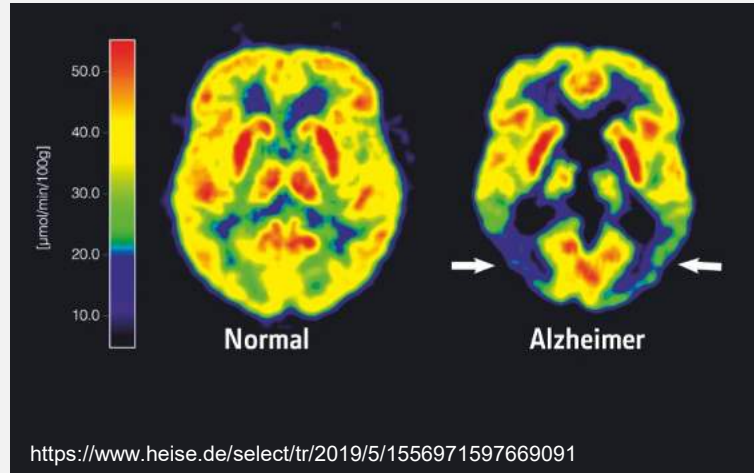 50.0
40.0
[µmol/min/100g]
30.0
20.0
10.0
Normal
Alzheimer
https://www.heise.de/select/tr/2019/5/1556971597669091